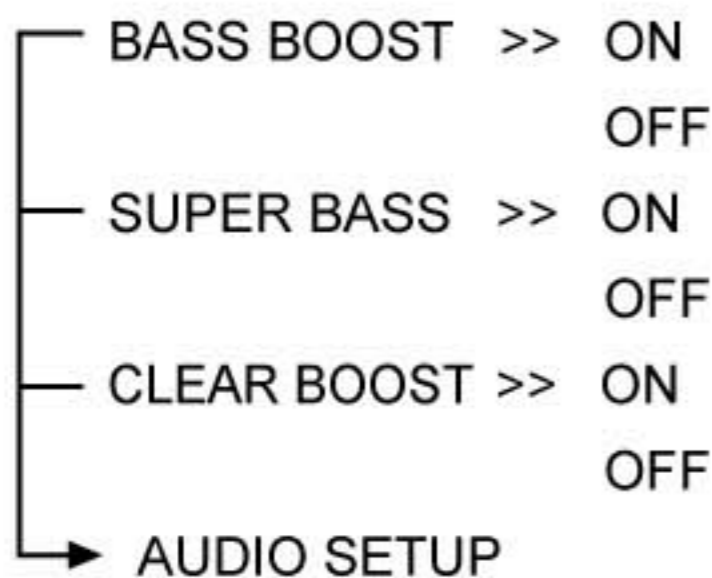 BASS BOOST >> ON
OFF
SUPER BASS >> ON
OFF
CLEAR BOOST >> ON
OFF
AUDIO SETUP